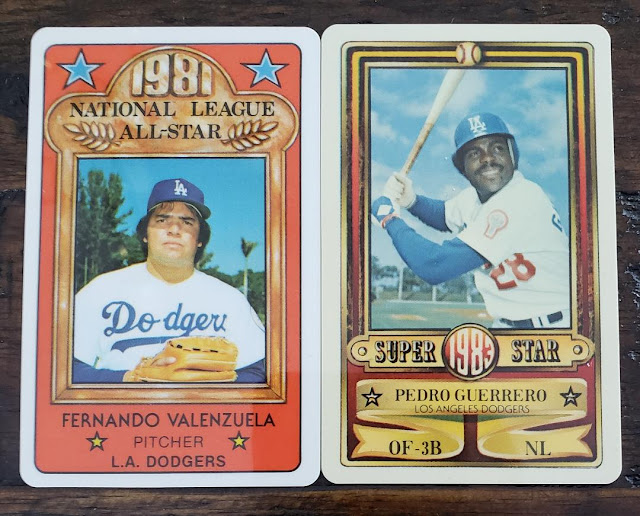 1981
NATIONAL LEAGUE
ALL-STAR
LA
Dodgers
FERNANDO VALENZUELA
PITCHER
L.A. DODGERS
LA
28
SUPER 1983 STAR
PEDRO GUERRERO
LOS ANGELES DODGERS
OF-3B NL